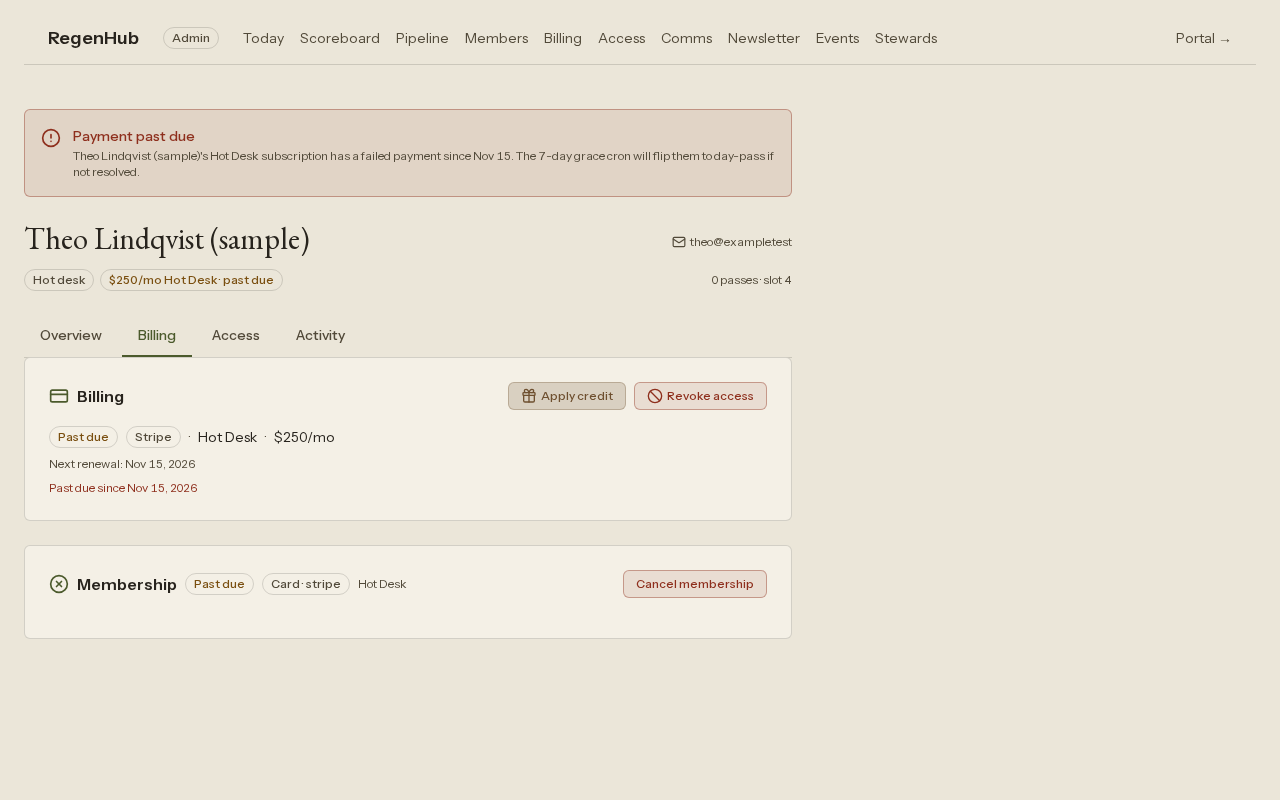 RegenHub Admin Today Scoreboard Pipeline Members Billing Access Comms Newsletter Events Stewards Portal →
Payment past due
Theo Lindqvist (sample)'s Hot Desk subscription has a failed payment since Nov 15. The 7-day grace cron will flip them to day-pass if
not resolved.
Theo Lindqvist (sample) theo@example.test
Hot desk $250/mo Hot Desk · past due 0 passes · slot 4
Overview Billing Access Activity
Billing Apply credit Revoke access
Past due Stripe · Hot Desk · $250/mo
Next renewal: Nov 15, 2026
Past due since Nov 15, 2026
Membership Past due Card · stripe Hot Desk Cancel membership